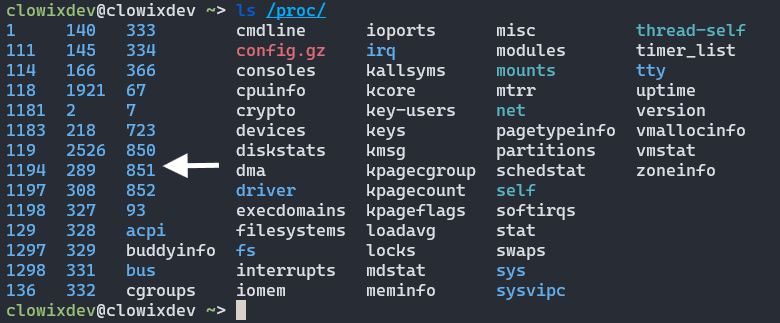 clowixdev@clowixdev ~> ls /proc/
1 140 333 cmdline ioports misc thread-self
111 145 334 config.gz irq modules timer_list
114 166 366 consoles kallsyms mounts tty
118 1921 67 cpuinfo kcore mtrr uptime
1181 2 7 crypto key-users net version
1183 218 723 devices keys pagetypeinfo vmallocinfo
119 2526 850 diskstats kmsg partitions vmstat
1194 289 851 dma kpagecgroup schedstat zoneinfo
1197 308 852 driver kpagecount self
1198 327 93 execdomains kpageflags softirqs
129 328 acpi filesystems loadavg stat
1297 329 buddyinfo fs locks swaps
1298 331 bus interrupts mdstat sys
136 332 cgroups iomem meminfo sysvipc
clowixdev@clowixdev ~>